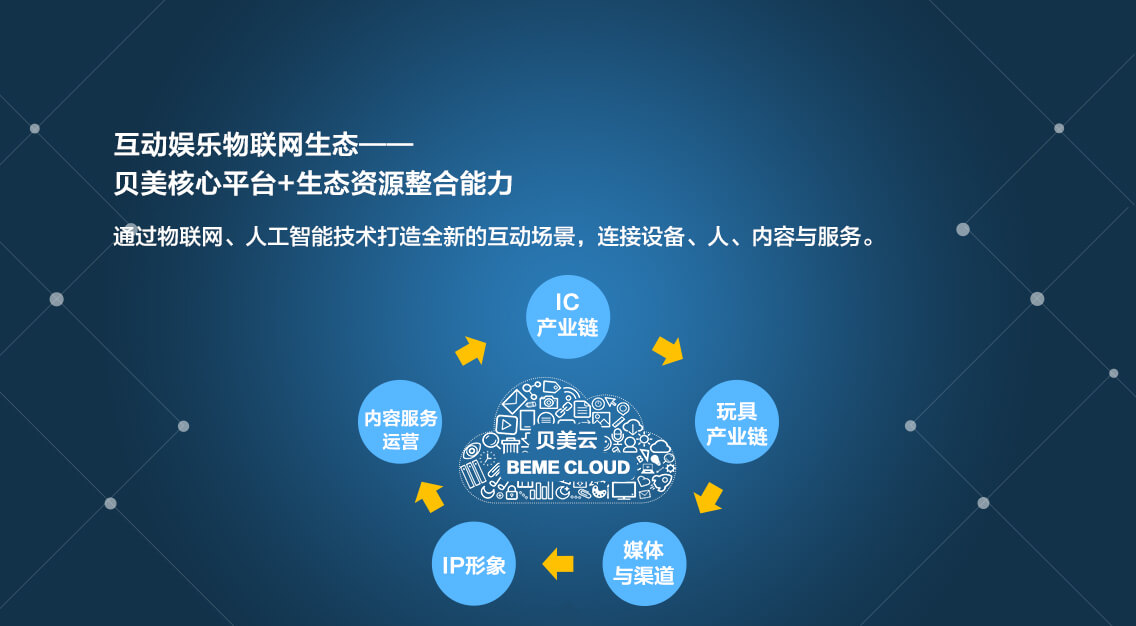 互动娱乐物联网生态——
贝美核心平台+生态资源整合能力
通过物联网、人工智能技术打造全新的互动场景，连接设备、人、内容与服务。
IC
产业链
玩具
产业链
媒体
与渠道
IP形象
内容服务
运营
贝美云
BEME CLOUD